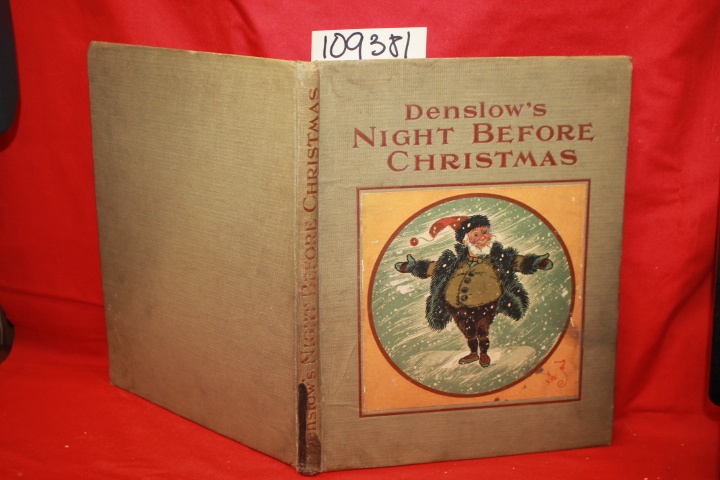 109381
Denslow's
NIGHT BEFORE
CHRISTMAS
Denslow's NIGHT BEFORE CHRISTMAS